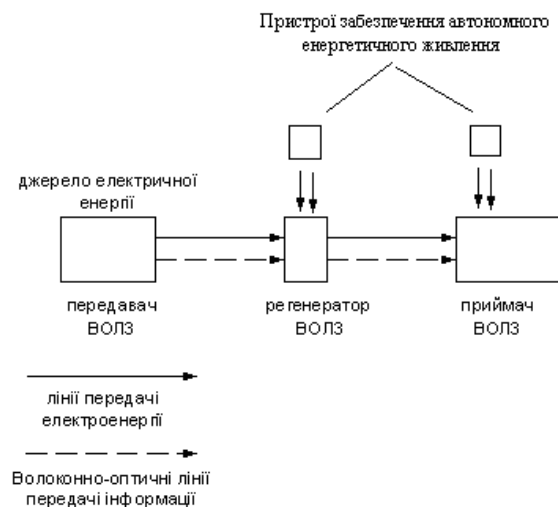 Пристрої забезпечення автономного
енергетичного живлення
джерело електричної
енергії
передавач
ВОЛЗ
регенератор
ВОЛЗ
приймач
ВОЛЗ
лінії передачі
електроенергії
Волоконно-оптичні лінії
передачі інформації